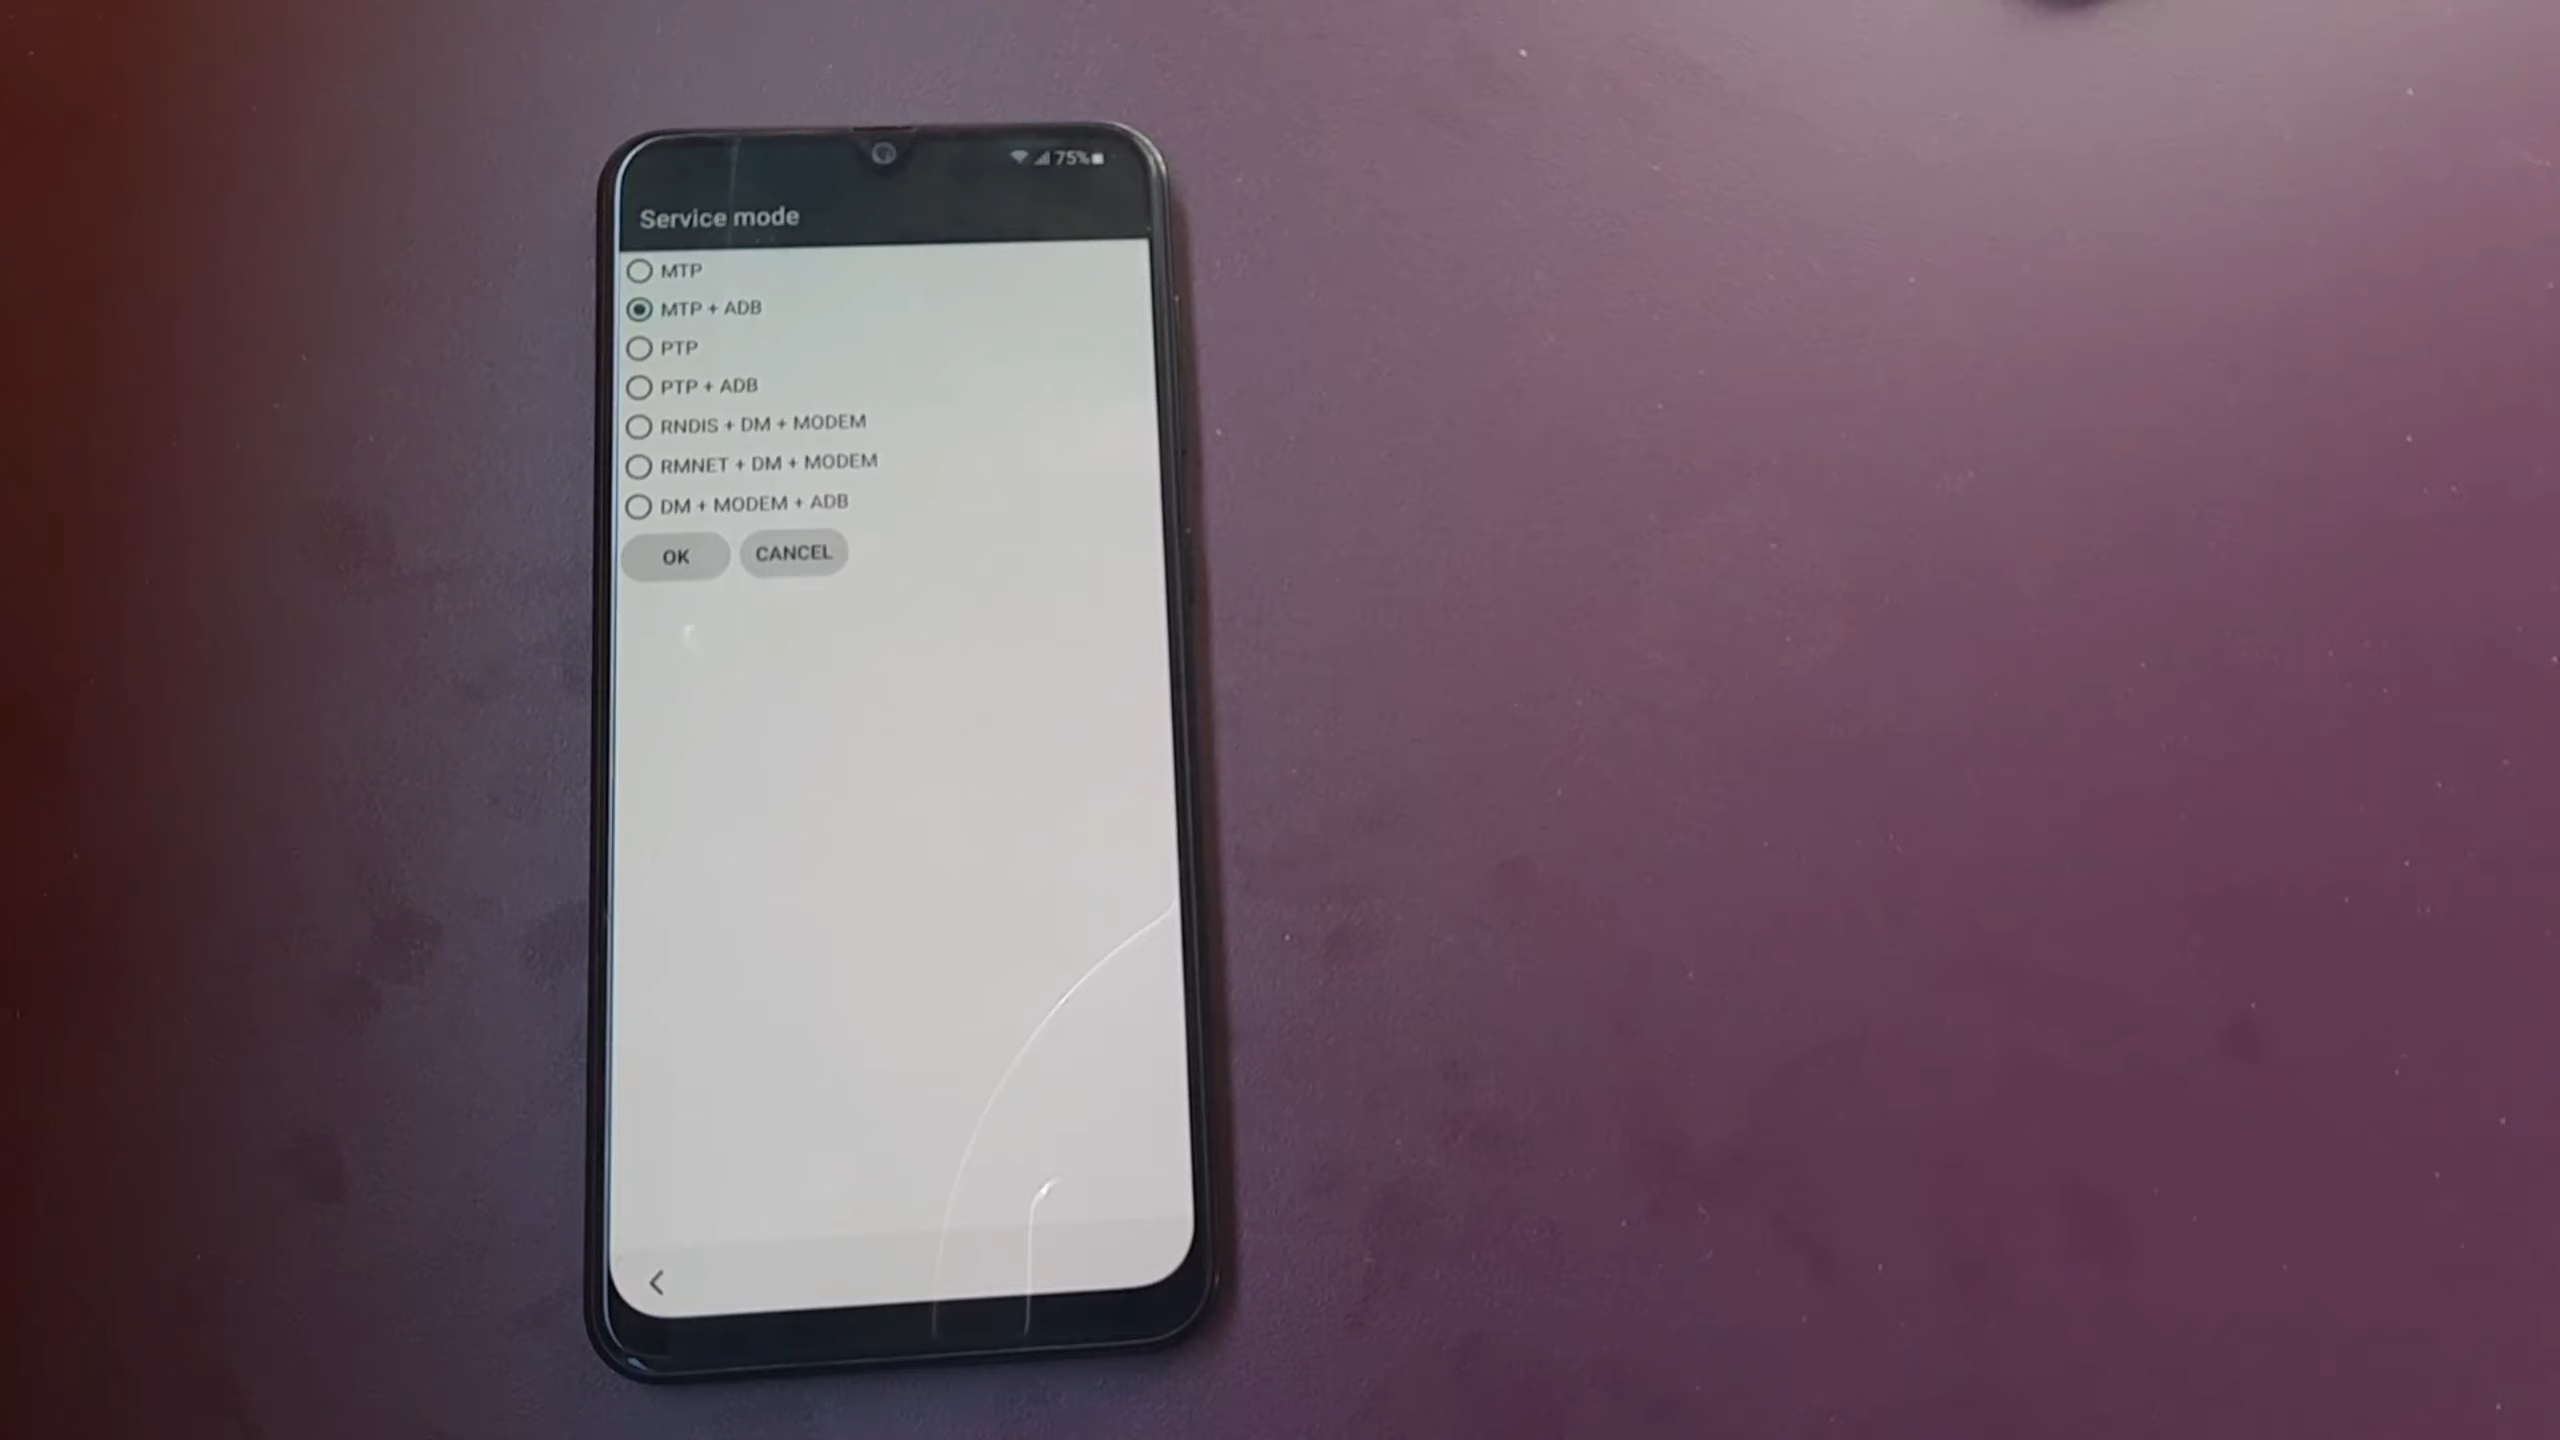 75%
Service mode
MTP
MTP + ADB
PTP
PTP + ADB
RNDIS + DM + MODEM
RMNET + DM + MODEM
DM + MODEM + ADB
OK CANCEL